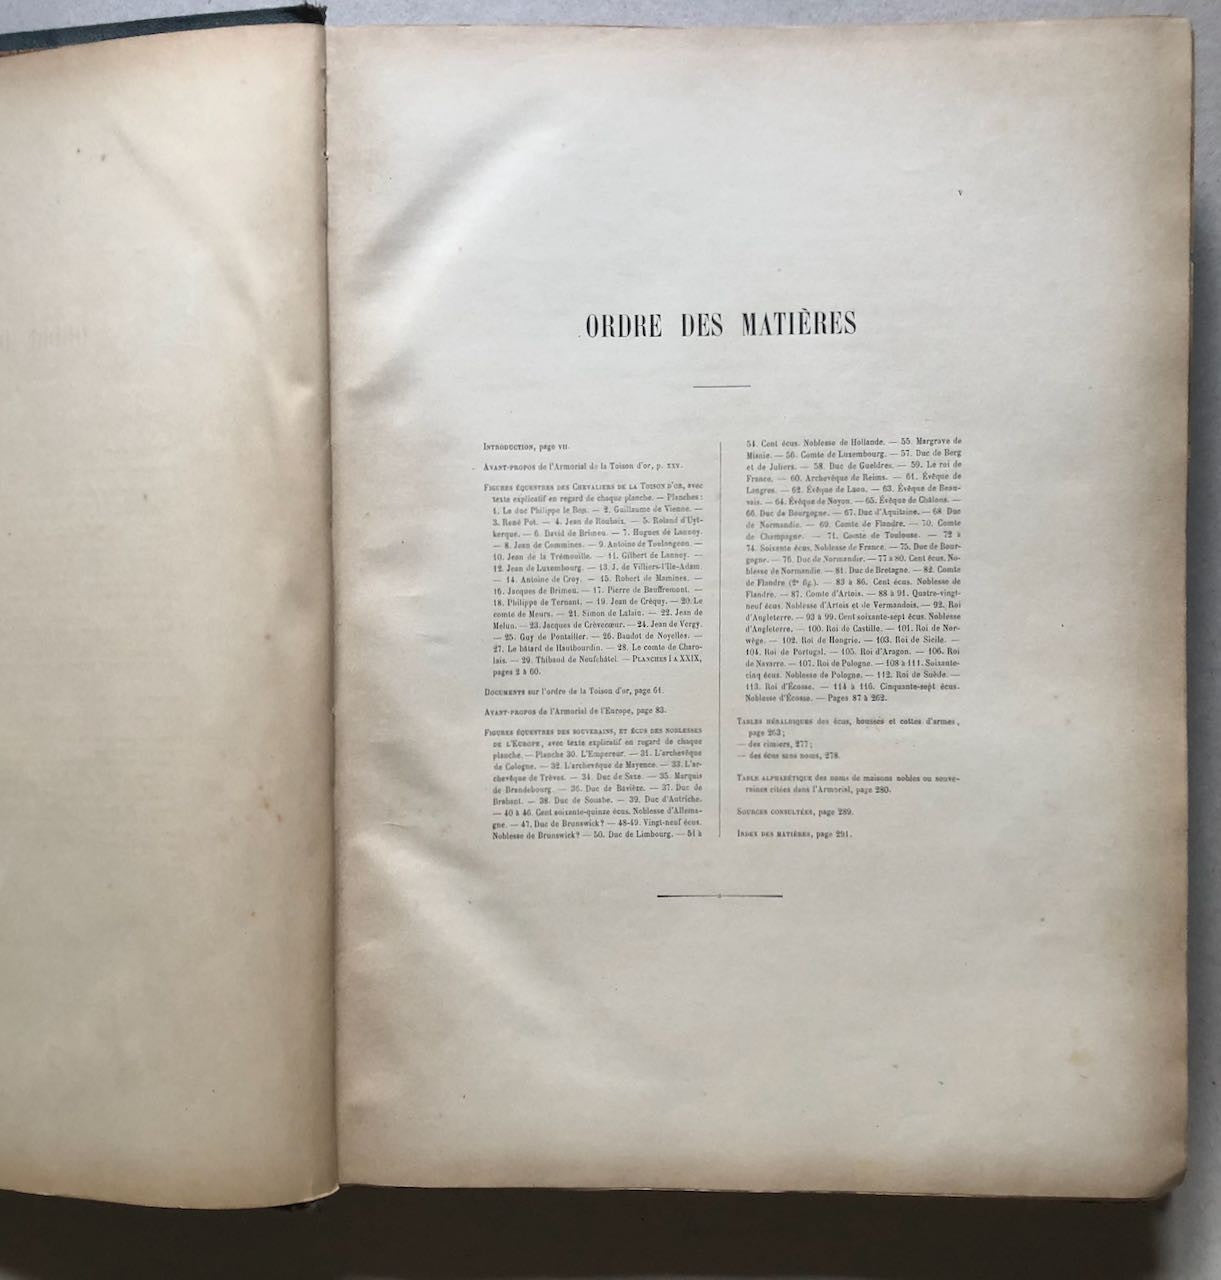 v
ORDRE DES MATIÈRES
INTRODUCTION, page VII.
AVANT-PROPOS de l'Armorial de la Toison d'or, p. XXV.
FIGURES ÉQUESTRES DES CHEVALIERS DE LA TOISON D'OR, avec
texte explicatif en regard de chaque planche. — Planches :
1. Le duc Philippe le Bon. — 2. Guillaume de Vienne. —
3. René Pot. — 4. Jean de Roubaix. — 5. Roland d'Uyt-
kerque. — 6. David de Brimeu. — 7. Hugues de Lannoy.
— 8. Jean de Commines. — 9. Antoine de Toulongeon. —
10. Jean de la Trémouille. — 11. Gilbert de Lannoy. —
12. Jean de Luxembourg. — 13. J. de Villiers-l'Ile-Adam.
— 14. Antoine de Croy. — 15. Robert de Mamines. —
16. Jacques de Brimeu. — 17. Pierre de Bauffremont. —
18. Philippe de Ternant. — 19. Jean de Créquy. — 20. Le
comte de Meurs. — 21. Simon de Lalain. — 22. Jean de
Melun. — 23. Jacques de Crèvecœur. — 24. Jean de Vergy.
— 25. Guy de Pontailler. — 26. Baudot de Noyelles. —
27. Le bâtard de Hautbourdin. — 28. Le comte de Charo-
lais. — 29. Thibaud de Neufchâtel. — PLANCHES I A XXIX,
pages 2 à 60.
DOCUMENTS sur l'ordre de la Toison d'or, page 61.
AVANT-PROPOS de l'Armorial de l'Europe, page 83.
FIGURES ÉQUESTRES DES SOUVERAINS, ET ÉCUS DES NOBLESSES
DE L'EUROPE, avec texte explicatif en regard de chaque
planche. — Planche 30. L'Empereur. — 31. L'archevêque
de Cologne. — 32. L'archevêque de Mayence. — 33. L'ar-
chevêque de Trèves. — 34. Duc de Saxe. — 35. Marquis
de Brandebourg. — 36. Duc de Bavière. — 37. Duc de
Brabant. — 38. Duc de Souabe. — 39. Duc d'Autriche.
— 40 à 46. Cent soixante-quinze écus. Noblesse d'Allema-
gne. — 47. Duc de Brunswick? — 48-49. Vingt-neuf écus.
Noblesse de Brunswick? — 50. Duc de Limbourg. — 51 à
54. Cent écus. Noblesse de Hollande. — 55. Margrave de
Misnie. — 56. Comte de Luxembourg. — 57. Duc de Berg
et de Juliers. — 58. Duc de Gueldres. — 59. Le roi de
France. — 60. Archevêque de Reims. — 61. Évêque de
Langres. — 62. Évêque de Laon. — 63. Évêque de Beau-
vais. — 64. Évêque de Noyon. — 65. Évêque de Châlons. —
66. Duc de Bourgogne. — 67. Duc d'Aquitaine. — 68 Duc
de Normandie. — 69. Comte de Flandre. — 70. Comte
de Champagne. — 71. Comte de Toulouse. — 72 à
74. Soixante écus. Noblesse de France. — 75. Duc de Bour-
gogne. — 76. Duc de Normandie. — 77 à 80. Cent écus. No-
blesse de Normandie. — 81. Duc de Bretagne. — 82. Comte
de Flandre (2e fig.). — 83 à 86. Cent écus. Noblesse de
Flandre. — 87. Comte d'Artois. — 88 à 91. Quatre-vingt-
neuf écus. Noblesse d'Artois et de Vermandois. — 92. Roi
d'Angleterre. — 93 à 99. Cent soixante-sept écus. Noblesse
d'Angleterre. — 100. Roi de Castille. — 101. Roi de Nor-
wège. — 102. Roi de Hongrie. — 103. Roi de Sicile. —
104. Roi de Portugal. — 105. Roi d'Aragon. — 106. Roi
de Navarre. — 107. Roi de Pologne. — 108 à 111. Soixante-
cinq écus. Noblesse de Pologne. — 112. Roi de Suède. —
113. Roi d'Écosse. — 114 à 116. Cinquante-sept écus.
Noblesse d'Écosse. — Pages 87 à 262.
TABLES HÉRALDIQUES des écus, housses et cottes d'armes,
page 263;
— des cimiers, 277;
— des écus sans noms, 278.
TABLE ALPHABÉTIQUE des noms de maisons nobles ou souve-
raines citées dans l'Armorial, page 280.
SOURCES CONSULTÉES, page 289.
INDEX DES MATIÈRES, page 291.